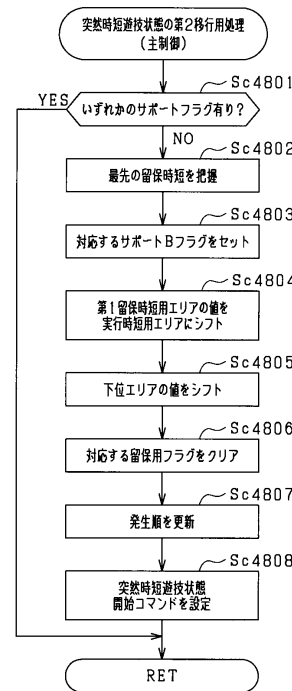 突然時短遊技状態の第2移行用処理
(主制御)
Sc4801
YES
いずれかのサポートフラグ有り?
NO
Sc4802
最先の留保時短を把握
Sc4803
対応するサポートBフラグをセット
Sc4804
第1留保時短用エリアの値を
実行時短用エリアにシフト
Sc4805
下位エリアの値をシフト
Sc4806
対応する留保用フラグをクリア
Sc4807
発生順を更新
Sc4808
突然時短遊技状態
開始コマンドを設定
RET